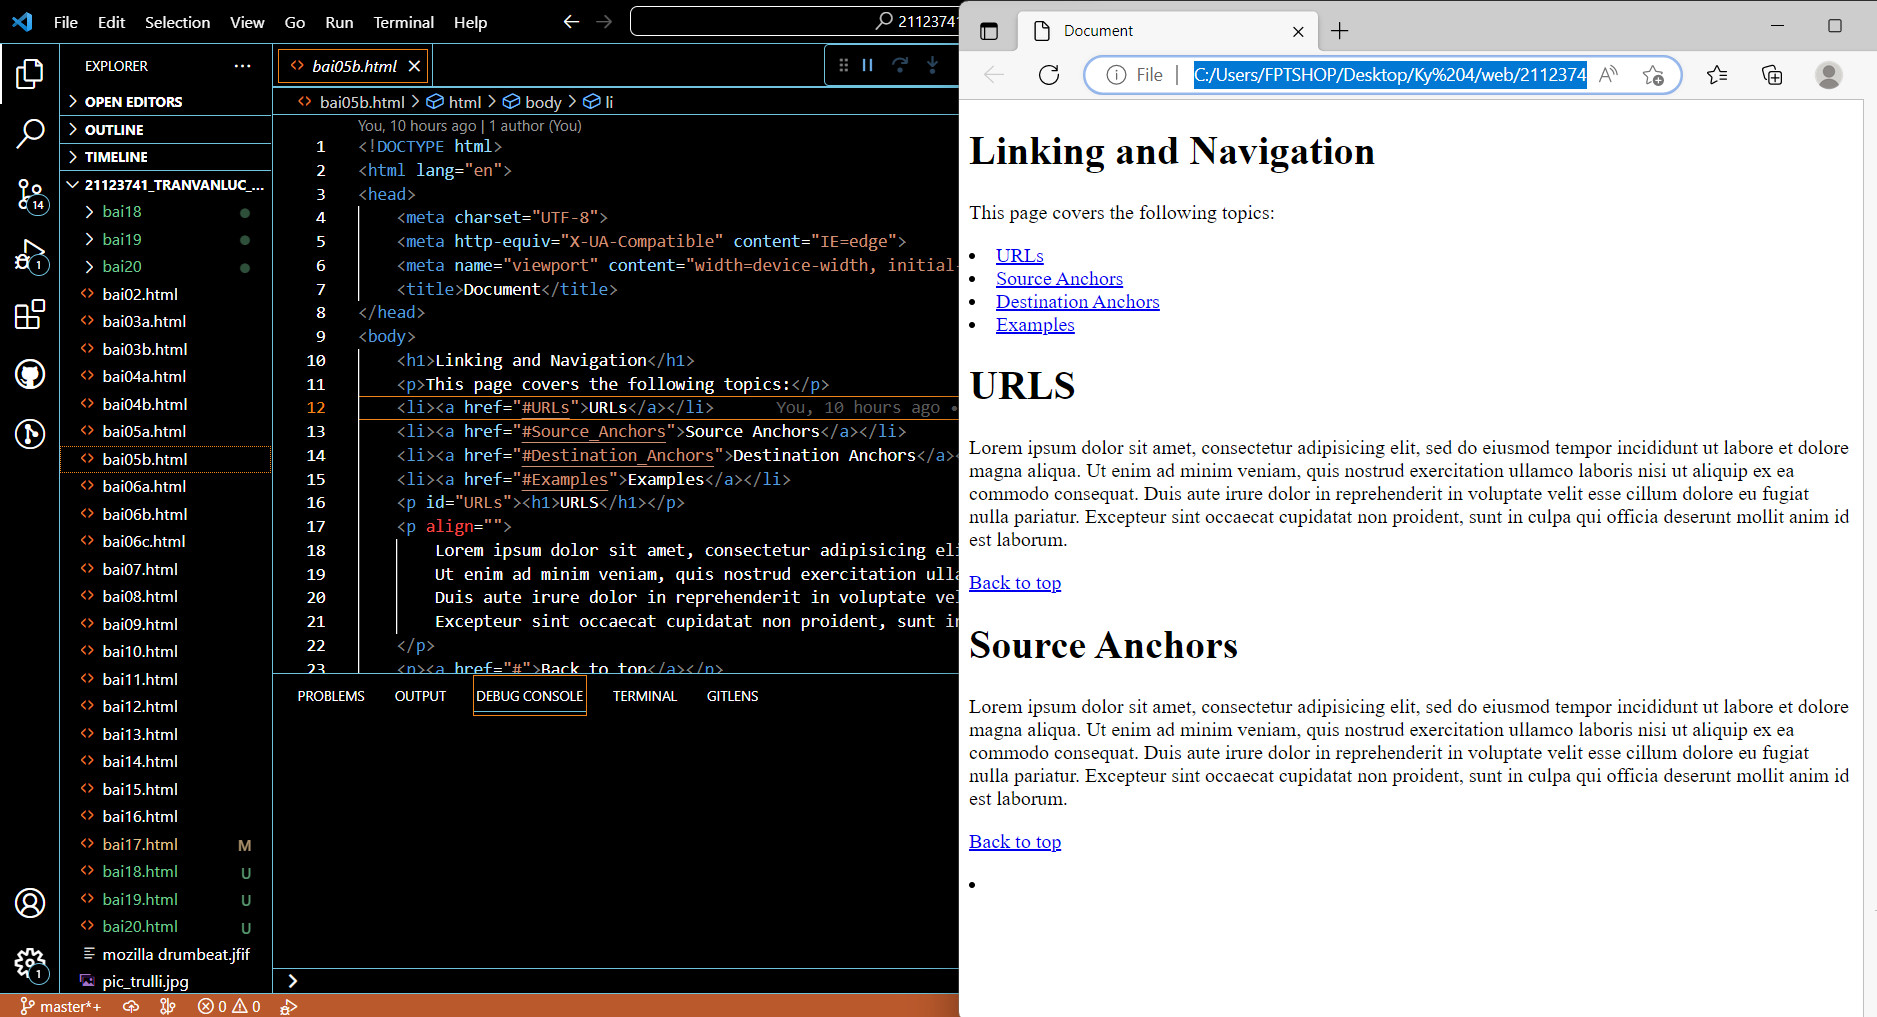 File Edit Selection View Go Run Terminal Help
21123741
EXPLORER
OPEN EDITORS
OUTLINE
TIMELINE
21123741_TRANVANLUC_...
bai18
bai19
bai20
bai02.html
bai03a.html
bai03b.html
bai04a.html
bai04b.html
bai05a.html
bai05b.html
bai06a.html
bai06b.html
bai06c.html
bai07.html
bai08.html
bai09.html
bai10.html
bai11.html
bai12.html
bai13.html
bai14.html
bai15.html
bai16.html
bai17.html M
bai18.html U
bai19.html U
bai20.html U
mozilla drumbeat.jfif
pic_trulli.jpg
14
1
1
bai05b.html
bai05b.html > html > body > li
You, 10 hours ago | 1 author (You)
1 <!DOCTYPE html>
2 <html lang="en">
3 <head>
4 <meta charset="UTF-8">
5 <meta http-equiv="X-UA-Compatible" content="IE=edge">
6 <meta name="viewport" content="width=device-width, initial-
7 <title>Document</title>
8 </head>
9 <body>
10 <h1>Linking and Navigation</h1>
11 <p>This page covers the following topics:</p>
12 <li><a href="#URLs">URLs</a></li> You, 10 hours ago •
13 <li><a href="#Source_Anchors">Source Anchors</a></li>
14 <li><a href="#Destination_Anchors">Destination Anchors</a><
15 <li><a href="#Examples">Examples</a></li>
16 <p id="URLs"><h1>URLS</h1></p>
17 <p align="">
18 Lorem ipsum dolor sit amet, consectetur adipisicing eli
19 Ut enim ad minim veniam, quis nostrud exercitation ulla
20 Duis aute irure dolor in reprehenderit in voluptate vel
21 Excepteur sint occaecat cupidatat non proident, sunt in
22 </p>
23 <p><a href="#">Back to top</a></p>
PROBLEMS OUTPUT DEBUG CONSOLE TERMINAL GITLENS
master*+ 0 0
Document
File | C:/Users/FPTSHOP/Desktop/Ky%204/web/2112374
Linking and Navigation
This page covers the following topics:
• URLs
• Source Anchors
• Destination Anchors
• Examples
URLS
Lorem ipsum dolor sit amet, consectetur adipisicing elit, sed do eiusmod tempor incididunt ut labore et dolore
magna aliqua. Ut enim ad minim veniam, quis nostrud exercitation ullamco laboris nisi ut aliquip ex ea
commodo consequat. Duis aute irure dolor in reprehenderit in voluptate velit esse cillum dolore eu fugiat
nulla pariatur. Excepteur sint occaecat cupidatat non proident, sunt in culpa qui officia deserunt mollit anim id
est laborum.
Back to top
Source Anchors
Lorem ipsum dolor sit amet, consectetur adipisicing elit, sed do eiusmod tempor incididunt ut labore et dolore
magna aliqua. Ut enim ad minim veniam, quis nostrud exercitation ullamco laboris nisi ut aliquip ex ea
commodo consequat. Duis aute irure dolor in reprehenderit in voluptate velit esse cillum dolore eu fugiat
nulla pariatur. Excepteur sint occaecat cupidatat non proident, sunt in culpa qui officia deserunt mollit anim id
est laborum.
Back to top
•